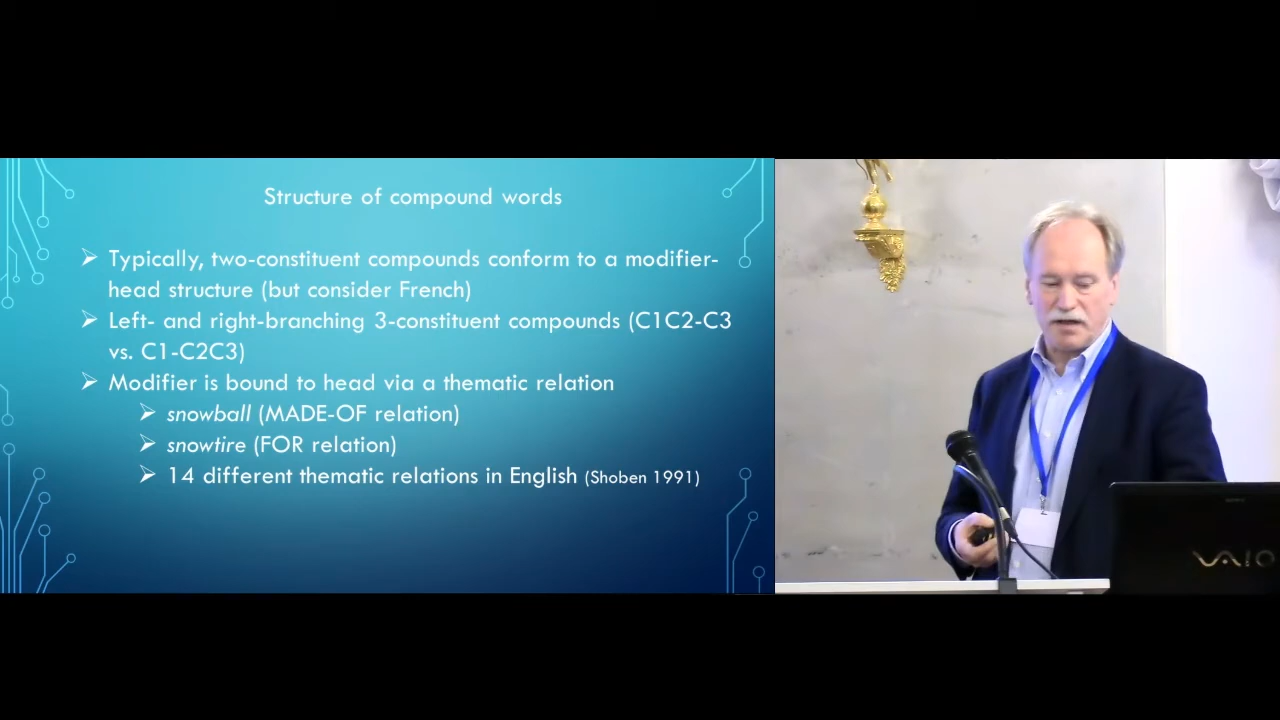 Structure of compound words
Typically, two-constituent compounds conform to a modifier-
head structure (but consider French)
Left- and right-branching 3-constituent compounds (C1C2-C3
vs. C1-C2C3)
Modifier is bound to head via a thematic relation
snowball (MADE-OF relation)
snowtire (FOR relation)
14 different thematic relations in English (Shoben 1991)
VAIO